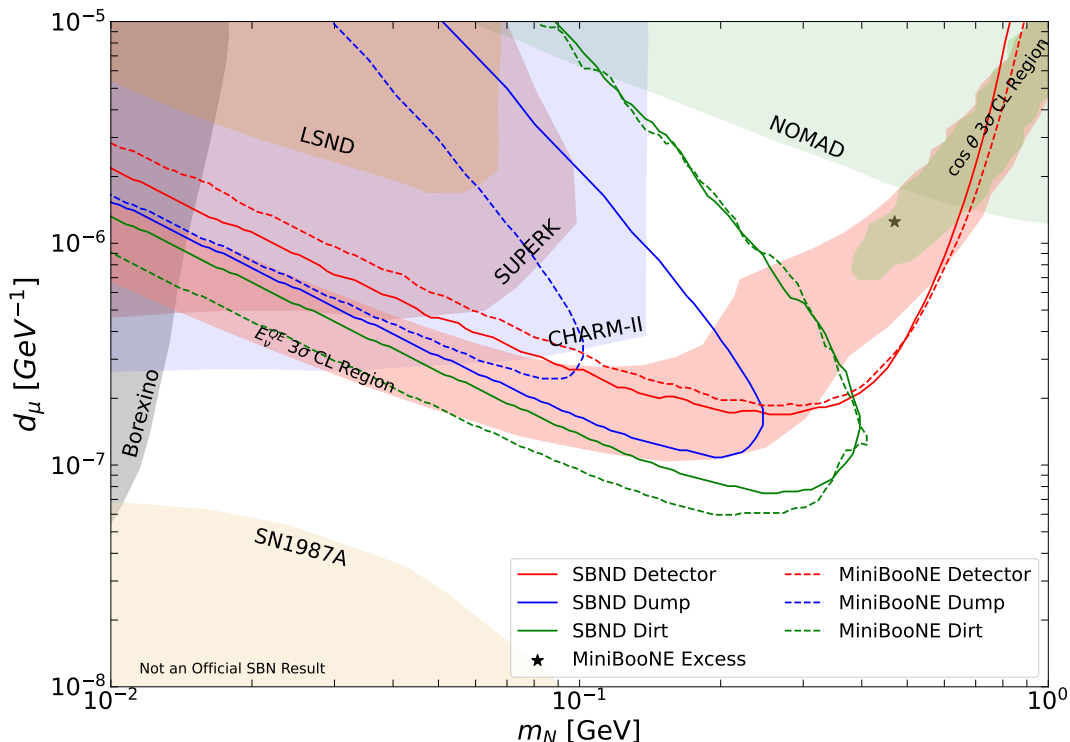 10⁻⁵
10⁻⁶
10⁻⁷
10⁻⁸
d_μ [GeV⁻¹]
LSND
NOMAD
cos θ 3σ CL Region
SUPERK
CHARM-II
E_ν^QE 3σ CL Region
Borexino
SN1987A
Not an Official SBN Result
SBND Detector
SBND Dump
SBND Dirt
MiniBooNE Excess
MiniBooNE Detector
MiniBooNE Dump
MiniBooNE Dirt
10⁻² 10⁻¹ 10⁰
m_N [GeV]